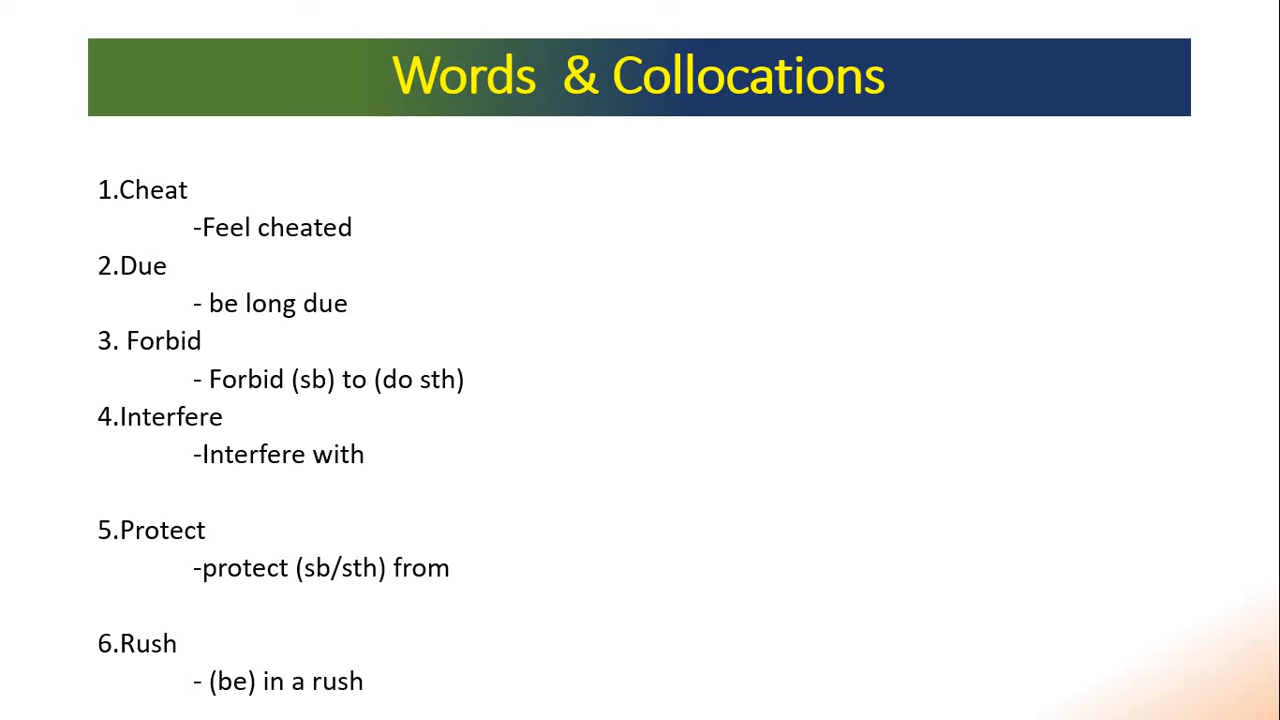 Words & Collocations
1.Cheat
-Feel cheated
2.Due
- be long due
3. Forbid
- Forbid (sb) to (do sth)
4.Interfere
-Interfere with
5.Protect
-protect (sb/sth) from
6.Rush
- (be) in a rush